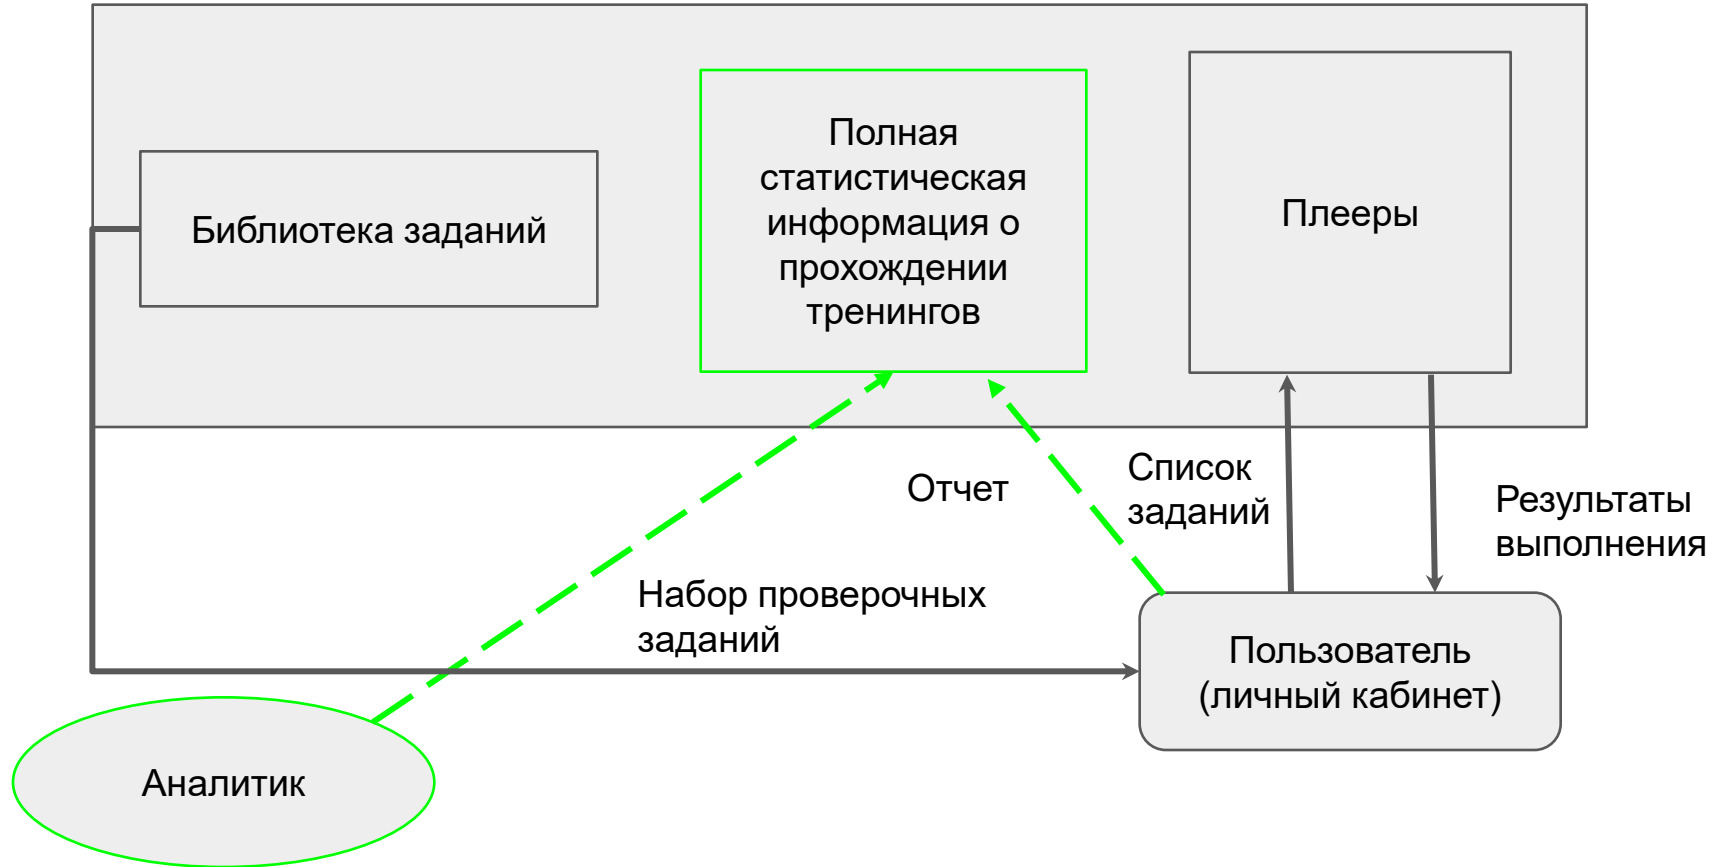 Библиотека заданий
Полная
статистическая
информация о
прохождении
тренингов
Плееры
Отчет
Список
заданий
Результаты
выполнения
Набор проверочных
заданий
Пользователь
(личный кабинет)
Аналитик